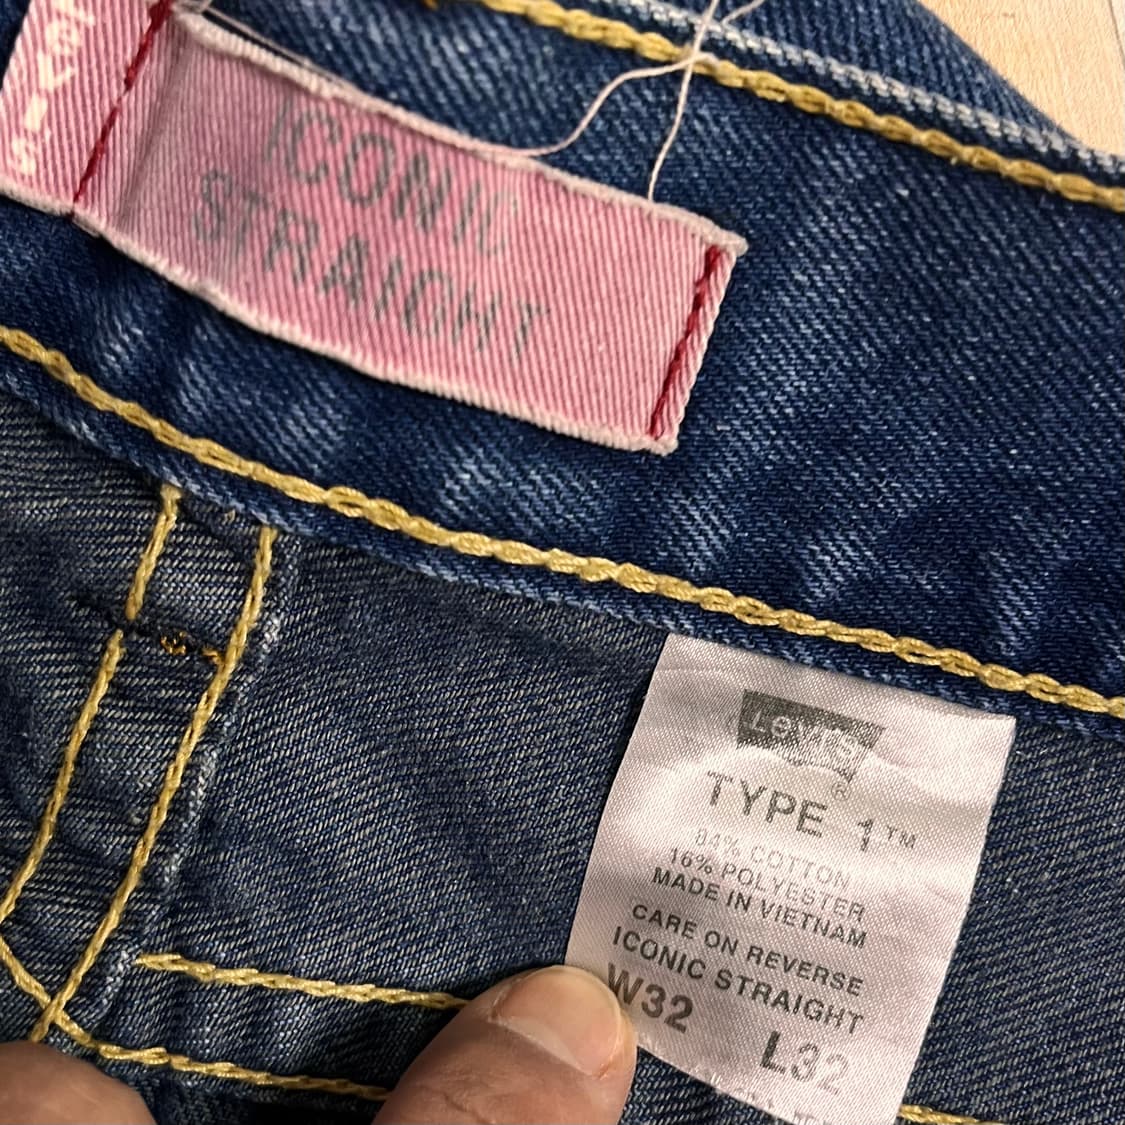 Levi's
ICONIC
STRAIGHT
Levi's®
TYPE 1™
84% COTTON
16% POLYESTER
MADE IN VIETNAM
CARE ON REVERSE
ICONIC STRAIGHT
W32 L32